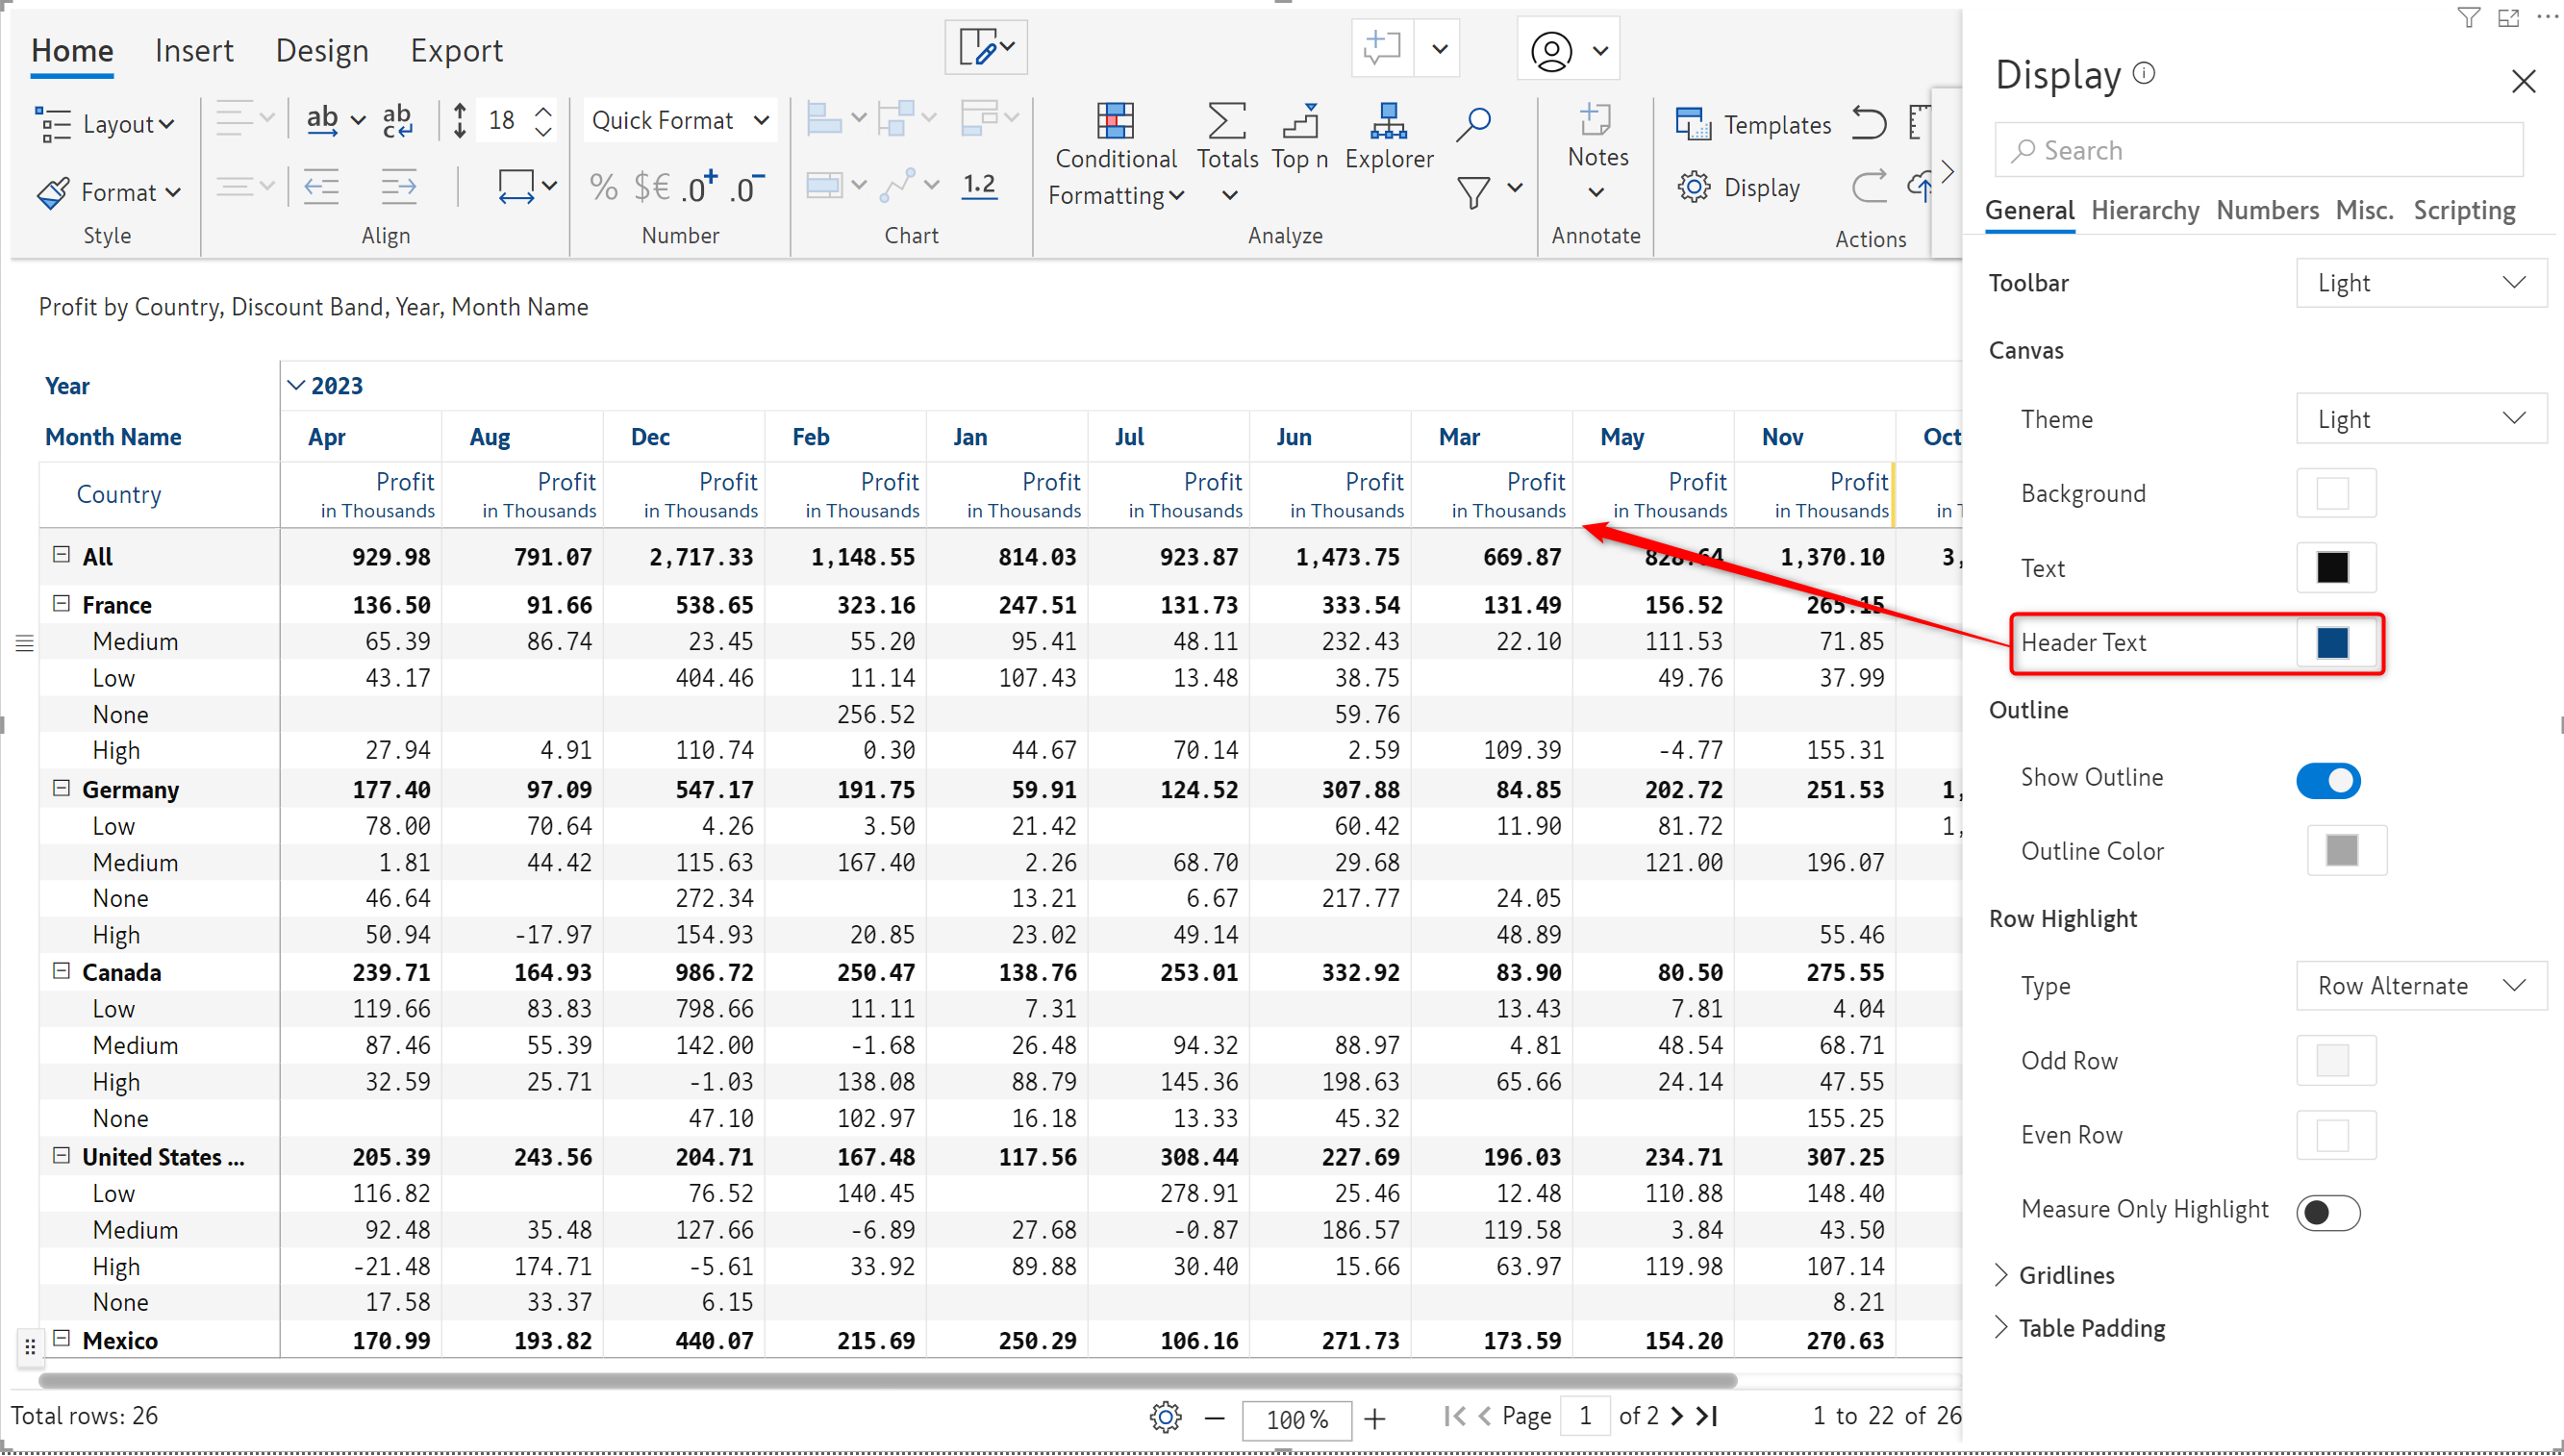 Home Insert Design Export
Layout
ab
ab
c
18
Quick Format
Conditional
Formatting
Totals
Top n
Explorer
Notes
Templates
Format
% $€ .0+ .0-
1.2
Display
Style
Align
Number
Chart
Analyze
Annotate
Actions
Profit by Country, Discount Band, Year, Month Name
Year 2023
Month Name Apr Aug Dec Feb Jan Jul Jun Mar May Nov Oct
Country
Profit Profit Profit Profit Profit Profit Profit Profit Profit Profit
in Thousands in Thousands in Thousands in Thousands in Thousands in Thousands in Thousands in Thousands in Thousands in Thousands in
All 929.98 791.07 2,717.33 1,148.55 814.03 923.87 1,473.75 669.87 828.64 1,370.10 3,
France 136.50 91.66 538.65 323.16 247.51 131.73 333.54 131.49 156.52 265.15
Medium 65.39 86.74 23.45 55.20 95.41 48.11 232.43 22.10 111.53 71.85
Low 43.17 404.46 11.14 107.43 13.48 38.75 49.76 37.99
None 256.52 59.76
High 27.94 4.91 110.74 0.30 44.67 70.14 2.59 109.39 -4.77 155.31
Germany 177.40 97.09 547.17 191.75 59.91 124.52 307.88 84.85 202.72 251.53 1,
Low 78.00 70.64 4.26 3.50 21.42 60.42 11.90 81.72 1,
Medium 1.81 44.42 115.63 167.40 2.26 68.70 29.68 121.00 196.07
None 46.64 272.34 13.21 6.67 217.77 24.05
High 50.94 -17.97 154.93 20.85 23.02 49.14 48.89 55.46
Canada 239.71 164.93 986.72 250.47 138.76 253.01 332.92 83.90 80.50 275.55
Low 119.66 83.83 798.66 11.11 7.31 13.43 7.81 4.04
Medium 87.46 55.39 142.00 -1.68 26.48 94.32 88.97 4.81 48.54 68.71
High 32.59 25.71 -1.03 138.08 88.79 145.36 198.63 65.66 24.14 47.55
None 47.10 102.97 16.18 13.33 45.32 155.25
United States ... 205.39 243.56 204.71 167.48 117.56 308.44 227.69 196.03 234.71 307.25
Low 116.82 76.52 140.45 278.91 25.46 12.48 110.88 148.40
Medium 92.48 35.48 127.66 -6.89 27.68 -0.87 186.57 119.58 3.84 43.50
High -21.48 174.71 -5.61 33.92 89.88 30.40 15.66 63.97 119.98 107.14
None 17.58 33.37 6.15 8.21
Mexico 170.99 193.82 440.07 215.69 250.29 106.16 271.73 173.59 154.20 270.63
Total rows: 26
100%
Page 1 of 2
1 to 22 of 26
Display
Search
General Hierarchy Numbers Misc. Scripting
Toolbar Light
Canvas
Theme Light
Background
Text
Header Text
Outline
Show Outline
Outline Color
Row Highlight
Type Row Alternate
Odd Row
Even Row
Measure Only Highlight
Gridlines
Table Padding